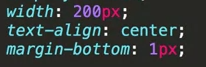 width: 200px;
text-align: center;
margin-bottom: 1px;